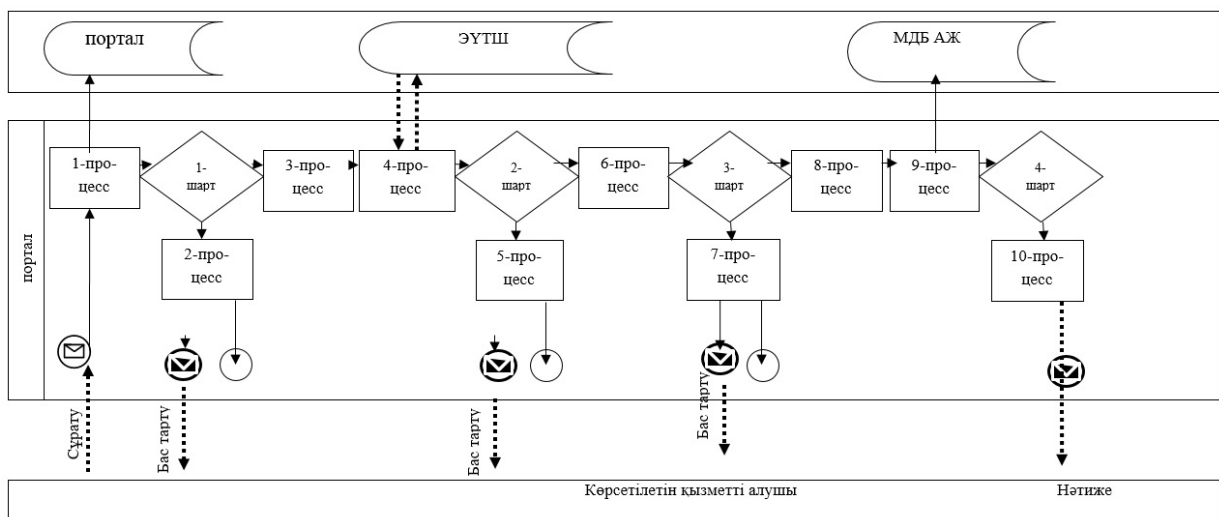 портал
ЭҮТШ
МДБ АЖ
портал
1-про-
цесс
1-
шарт
3-про-
цесс
4-про-
цесс
2-
шарт
6-про-
цесс
3-
шарт
8-про-
цесс
9-про-
цесс
4-
шарт
2-про-
цесс
5-про-
цесс
7-про-
цесс
10-про-
цесс
Сұрату
Бас тарту
Бас тарту
Бас тарту
Көрсетілетін қызметті алушы
Нәтиже